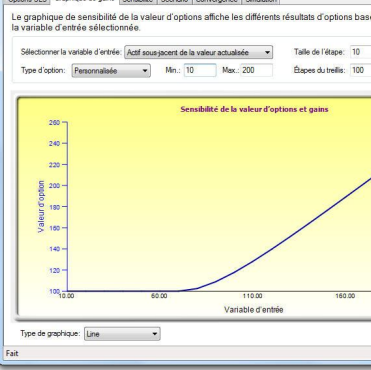 Options SLS Graphique de gains Sensibilité Scénario Convergence Simulation
Le graphique de sensibilité de la valeur d'options affiche les différents résultats d'options bas
la variable d'entrée sélectionnée.
Sélectionner la variable d'entrée: Actif sous-jacent de la valeur actualisée Taille de l'étape: 10
Type d'option: Personnalisée Min.: 10 Max.: 200 Étapes du treillis: 100
Sensibilité de la valeur d'options et gains
260
240
220
200
180
160
140
120
100
Valeur d'option
10.00 60.00 110.00 160.00
Variable d'entrée
Type de graphique: Line
Fait